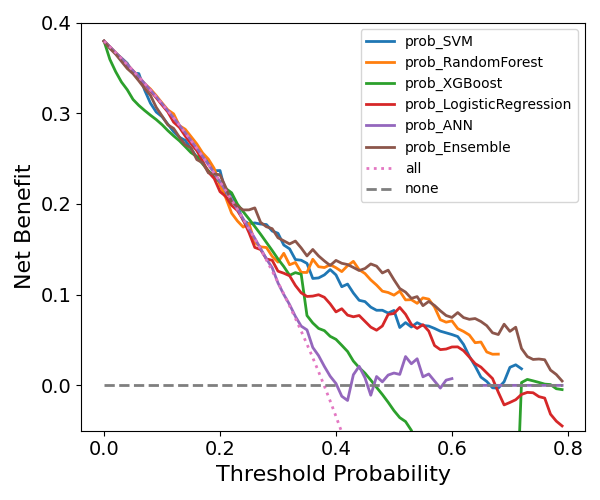 prob_SVM
prob_RandomForest
prob_XGBoost
prob_LogisticRegression
prob_ANN
prob_Ensemble
all
none
Net Benefit
0.4
0.3
0.2
0.1
0.0
0.0 0.2 0.4 0.6 0.8
Threshold Probability